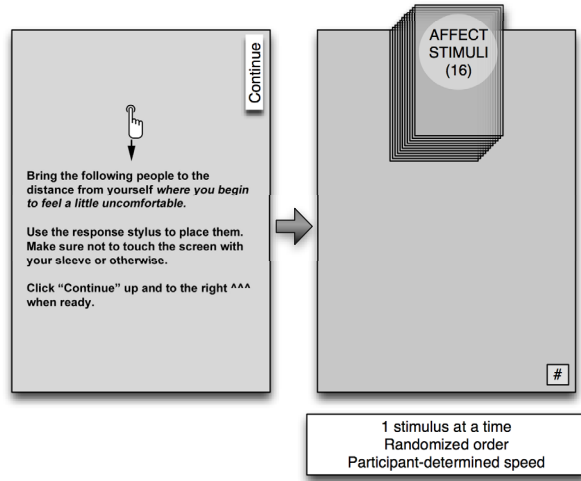 Continue
Bring the following people to the
distance from yourself where you begin
to feel a little uncomfortable.
Use the response stylus to place them.
Make sure not to touch the screen with
your sleeve or otherwise.
Click “Continue” up and to the right ^^^
when ready.
AFFECT
STIMULI
(16)
#
1 stimulus at a time
Randomized order
Participant-determined speed